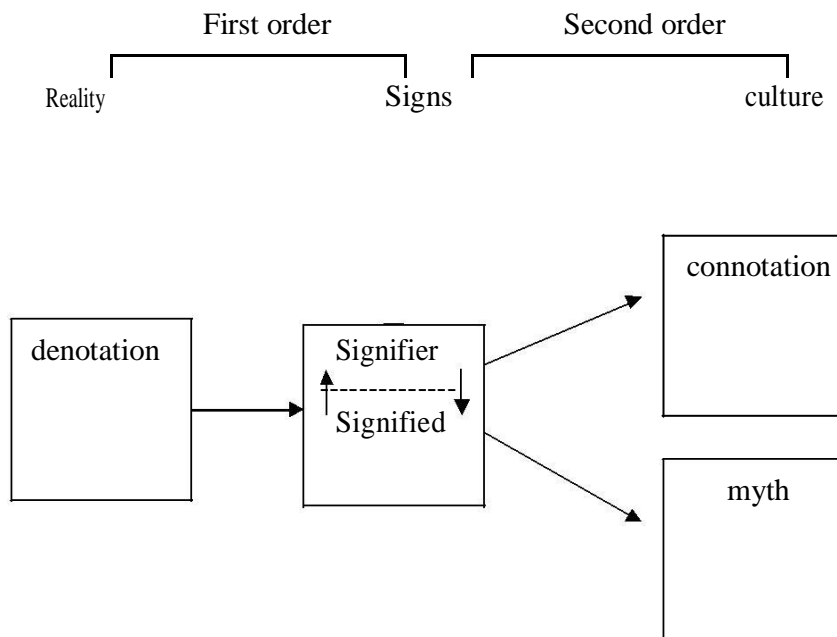 First order Second order
Reality Signs culture
connotation
denotation Signifier
Signified
myth